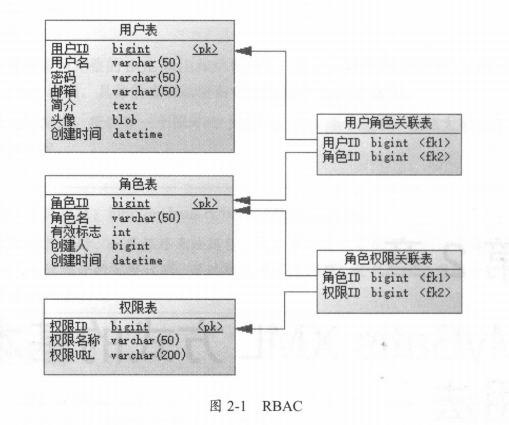 用户表
用户ID bigint <pk>
用户名 varchar(50)
密码 varchar(50)
邮箱 varchar(50)
简介 text
头像 blob
创建时间 datetime
用户角色关联表
用户ID bigint <fk1>
角色ID bigint <fk2>
角色表
角色ID bigint <pk>
角色名 varchar(50)
有效标志 int
创建人 bigint
创建时间 datetime
角色权限关联表
角色ID bigint <fk1>
权限ID bigint <fk2>
权限表
权限ID bigint <pk>
权限名称 varchar(50)
权限URL varchar(200)
图 2-1 RBAC